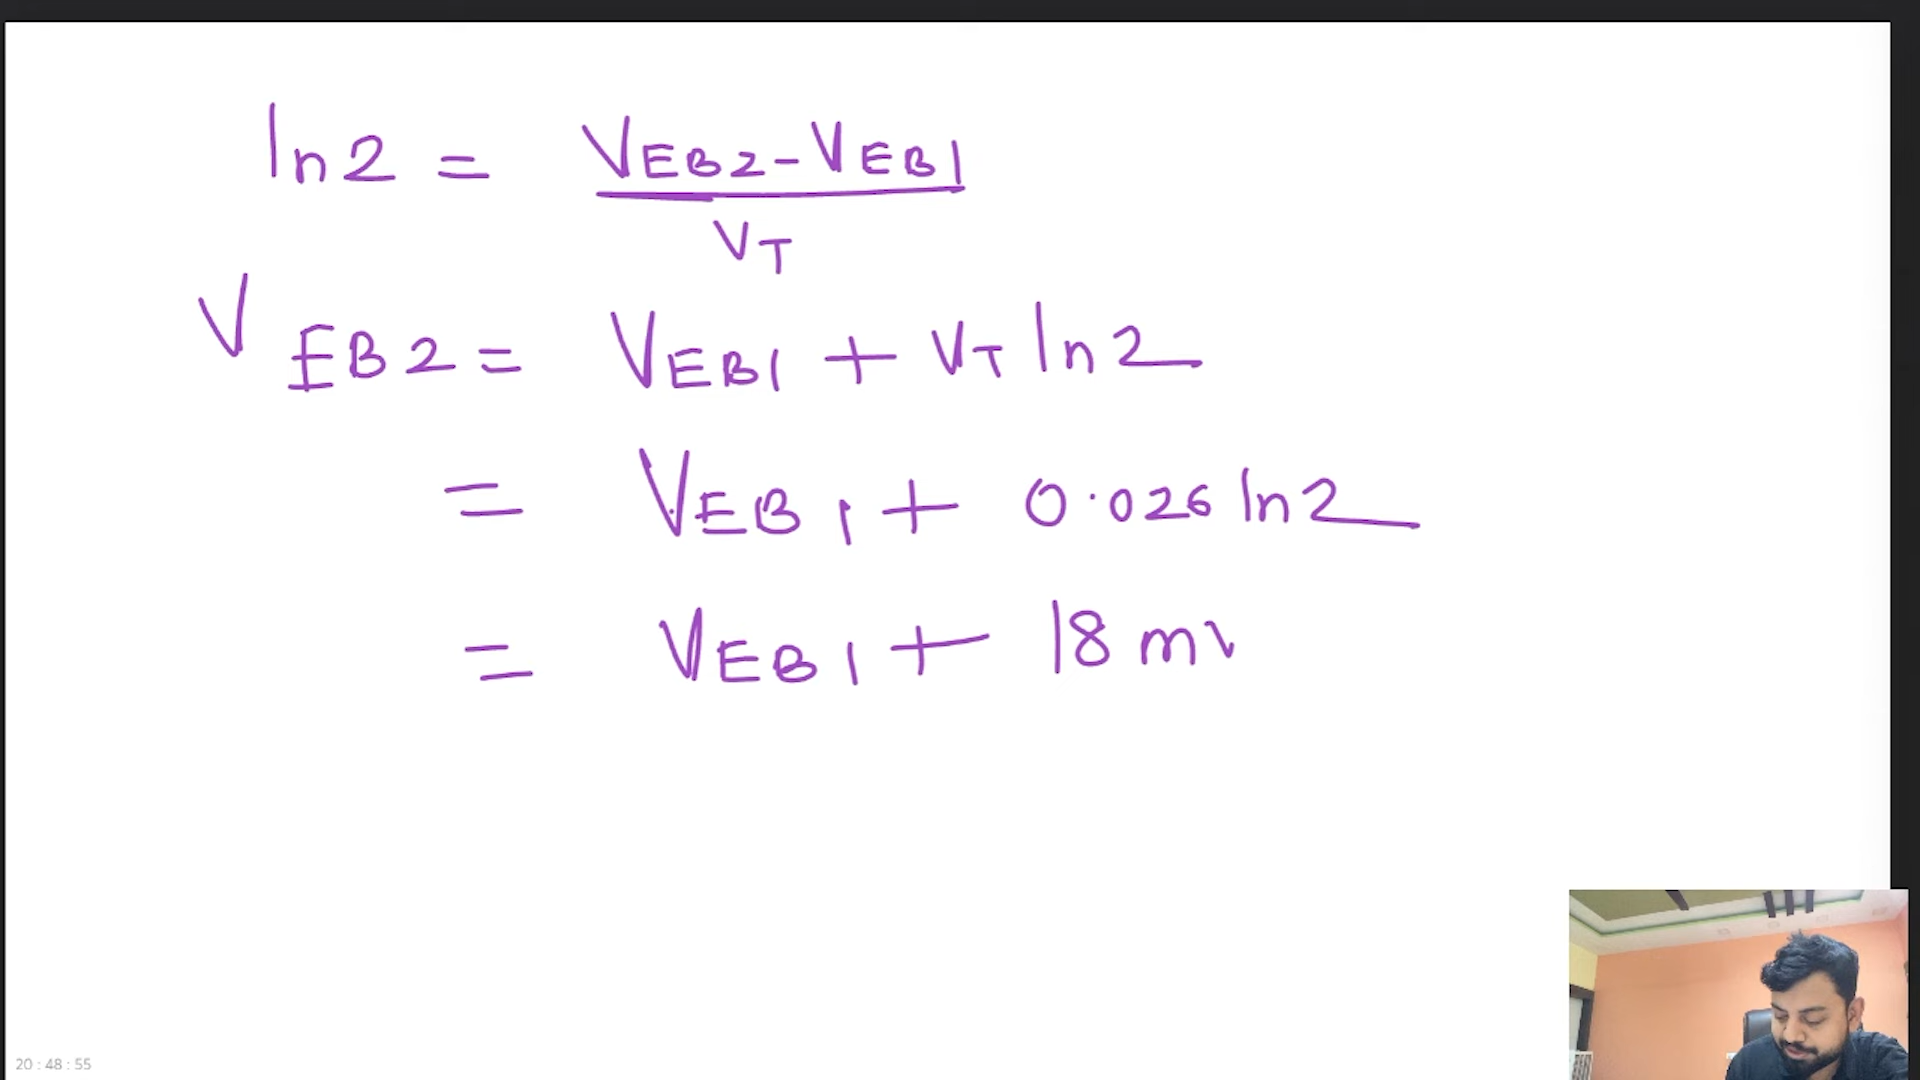 ln2 = (VEB2 - VEB1) / VT
VEB2 = VEB1 + VT ln2
= VEB1 + 0.026 ln2
= VEB1 + 18 mv
20 : 48 : 55